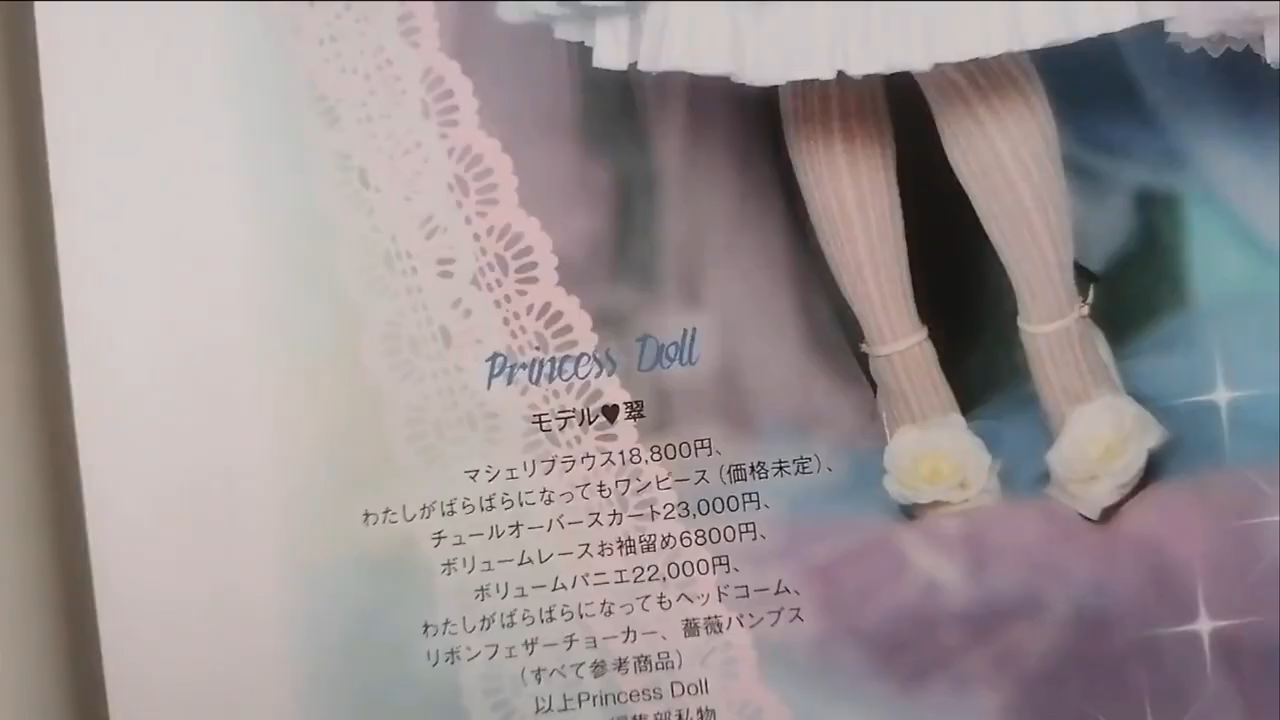 Princess Doll
モデル♥翠
マシェリブラウス18,800円、
わたしがばらばらになってもワンピース（価格未定）、
チュールオーバースカート23,000円、
ボリュームレースお袖留め6800円、
ボリュームパニエ22,000円、
わたしがばらばらになってもヘッドコーム、
リボンフェザーチョーカー、薔薇パンプス
（すべて参考商品）
以上Princess Doll
編集部私物